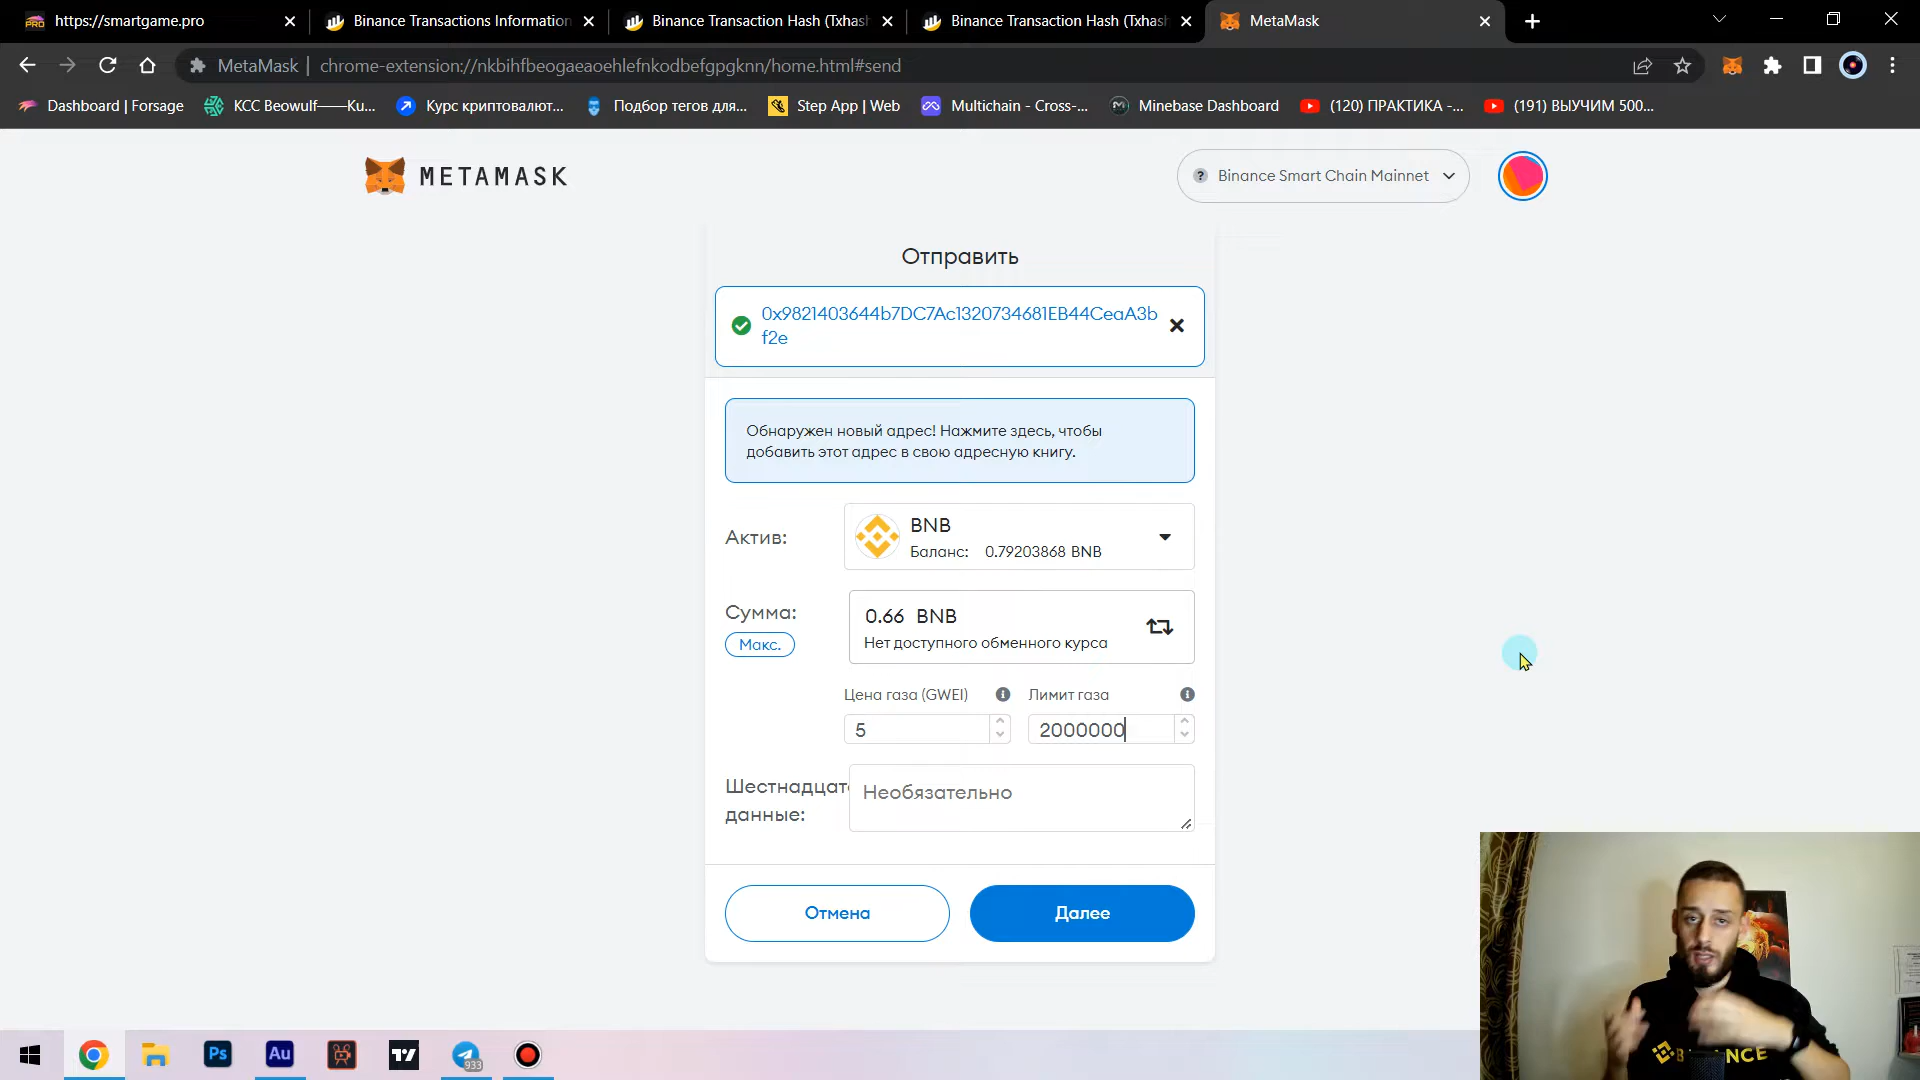 https://smartgame.pro
Binance Transactions Information
Binance Transaction Hash (Txhash
Binance Transaction Hash (Txhash
MetaMask
MetaMask | chrome-extension://nkbihfbeogaeaoehlefnkodbefgpgknn/home.html#send
Dashboard | Forsage
KCC Beowulf——Ku...
Курс криптовалют...
Подбор тегов для...
Step App | Web
Multichain - Cross-...
Minebase Dashboard
(120) ПРАКТИКА -...
(191) ВЫУЧИМ 500...
METAMASK
Binance Smart Chain Mainnet
Отправить
0x9821403644b7DC7Ac1320734681EB44CeaA3b
f2e
Обнаружен новый адрес! Нажмите здесь, чтобы
добавить этот адрес в свою адресную книгу.
Актив:
BNB
Баланс: 0.79203868 BNB
Сумма:
Макс.
0.66 BNB
Нет доступного обменного курса
Цена газа (GWEI)
Лимит газа
5
2000000
Шестнадцат
данные:
Необязательно
Отмена
Далее
Ps
Au
933